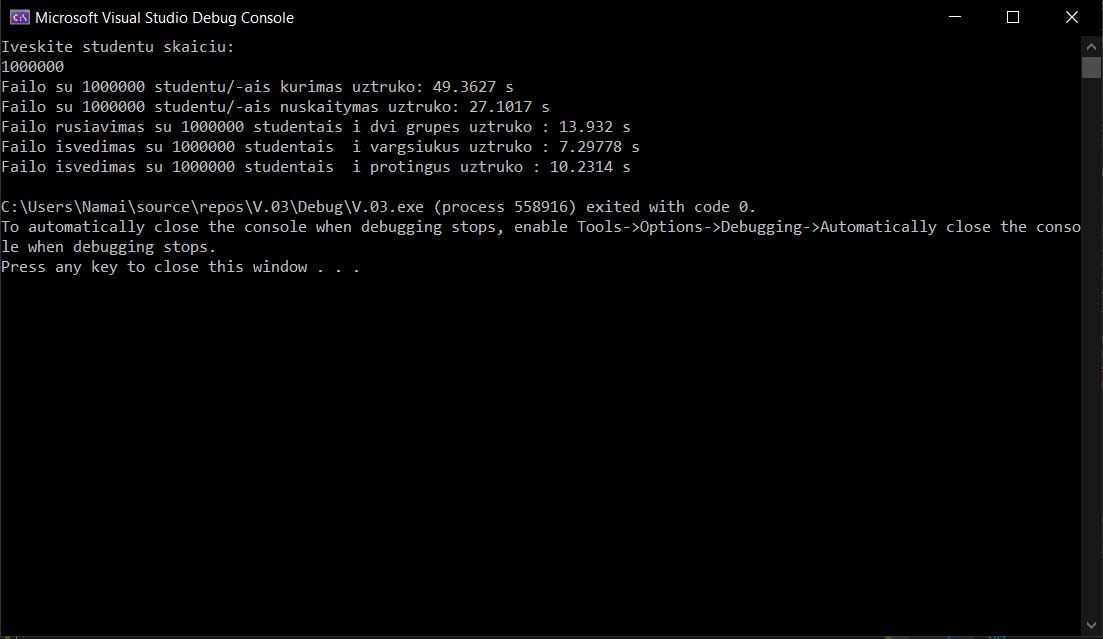 Microsoft Visual Studio Debug Console
Iveskite studentu skaiciu:
1000000
Failo su 1000000 studentu/-ais kurimas uztruko: 49.3627 s
Failo su 1000000 studentu/-ais nuskaitymas uztruko: 27.1017 s
Failo rusiavimas su 1000000 studentais i dvi grupes uztruko : 13.932 s
Failo isvedimas su 1000000 studentais  i vargsiukus uztruko : 7.29778 s
Failo isvedimas su 1000000 studentais  i protingus uztruko : 10.2314 s
C:\Users\Namai\source\repos\V.03\Debug\V.03.exe (process 558916) exited with code 0.
To automatically close the console when debugging stops, enable Tools->Options->Debugging->Automatically close the conso
le when debugging stops.
Press any key to close this window . . .